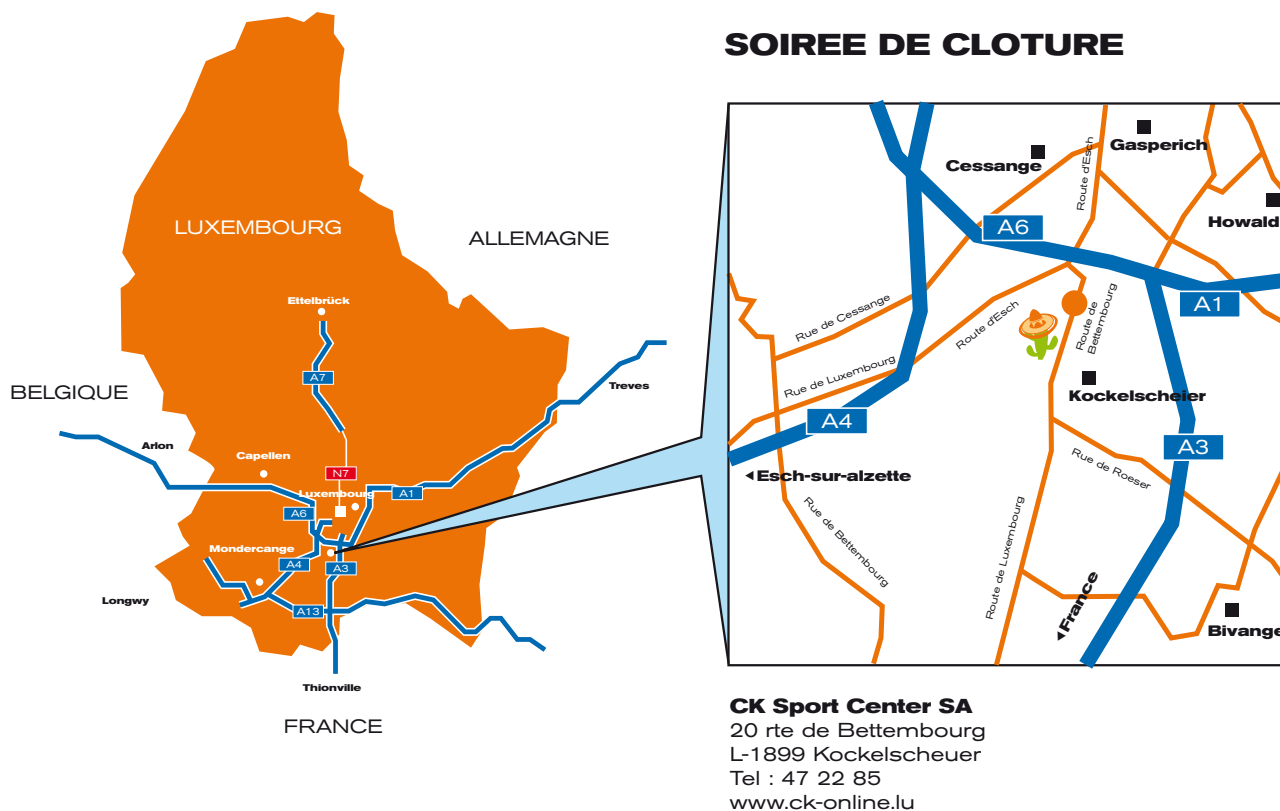 SOIREE DE CLOTURE
LUXEMBOURG
ALLEMAGNE
Ettelbrück
A7
BELGIQUE
Treves
Arlon
Capellen
N7
Luxembourg
A1
A6
Mondercange
A4
A3
Longwy
A13
Thionville
FRANCE
Gasperich
Cessange
Route d'Esch
Howald
A6
A1
Rue de Cessange
Route d'Esch
Route de
Bettembourg
Rue de Luxembourg
Kockelscheier
A4
A3
Esch-sur-alzette
Rue de Roeser
Rue de Bettembourg
Route de Luxembourg
France
Bivange
CK Sport Center SA
20 rte de Bettembourg
L-1899 Kockelscheuer
Tel : 47 22 85
www.ck-online.lu